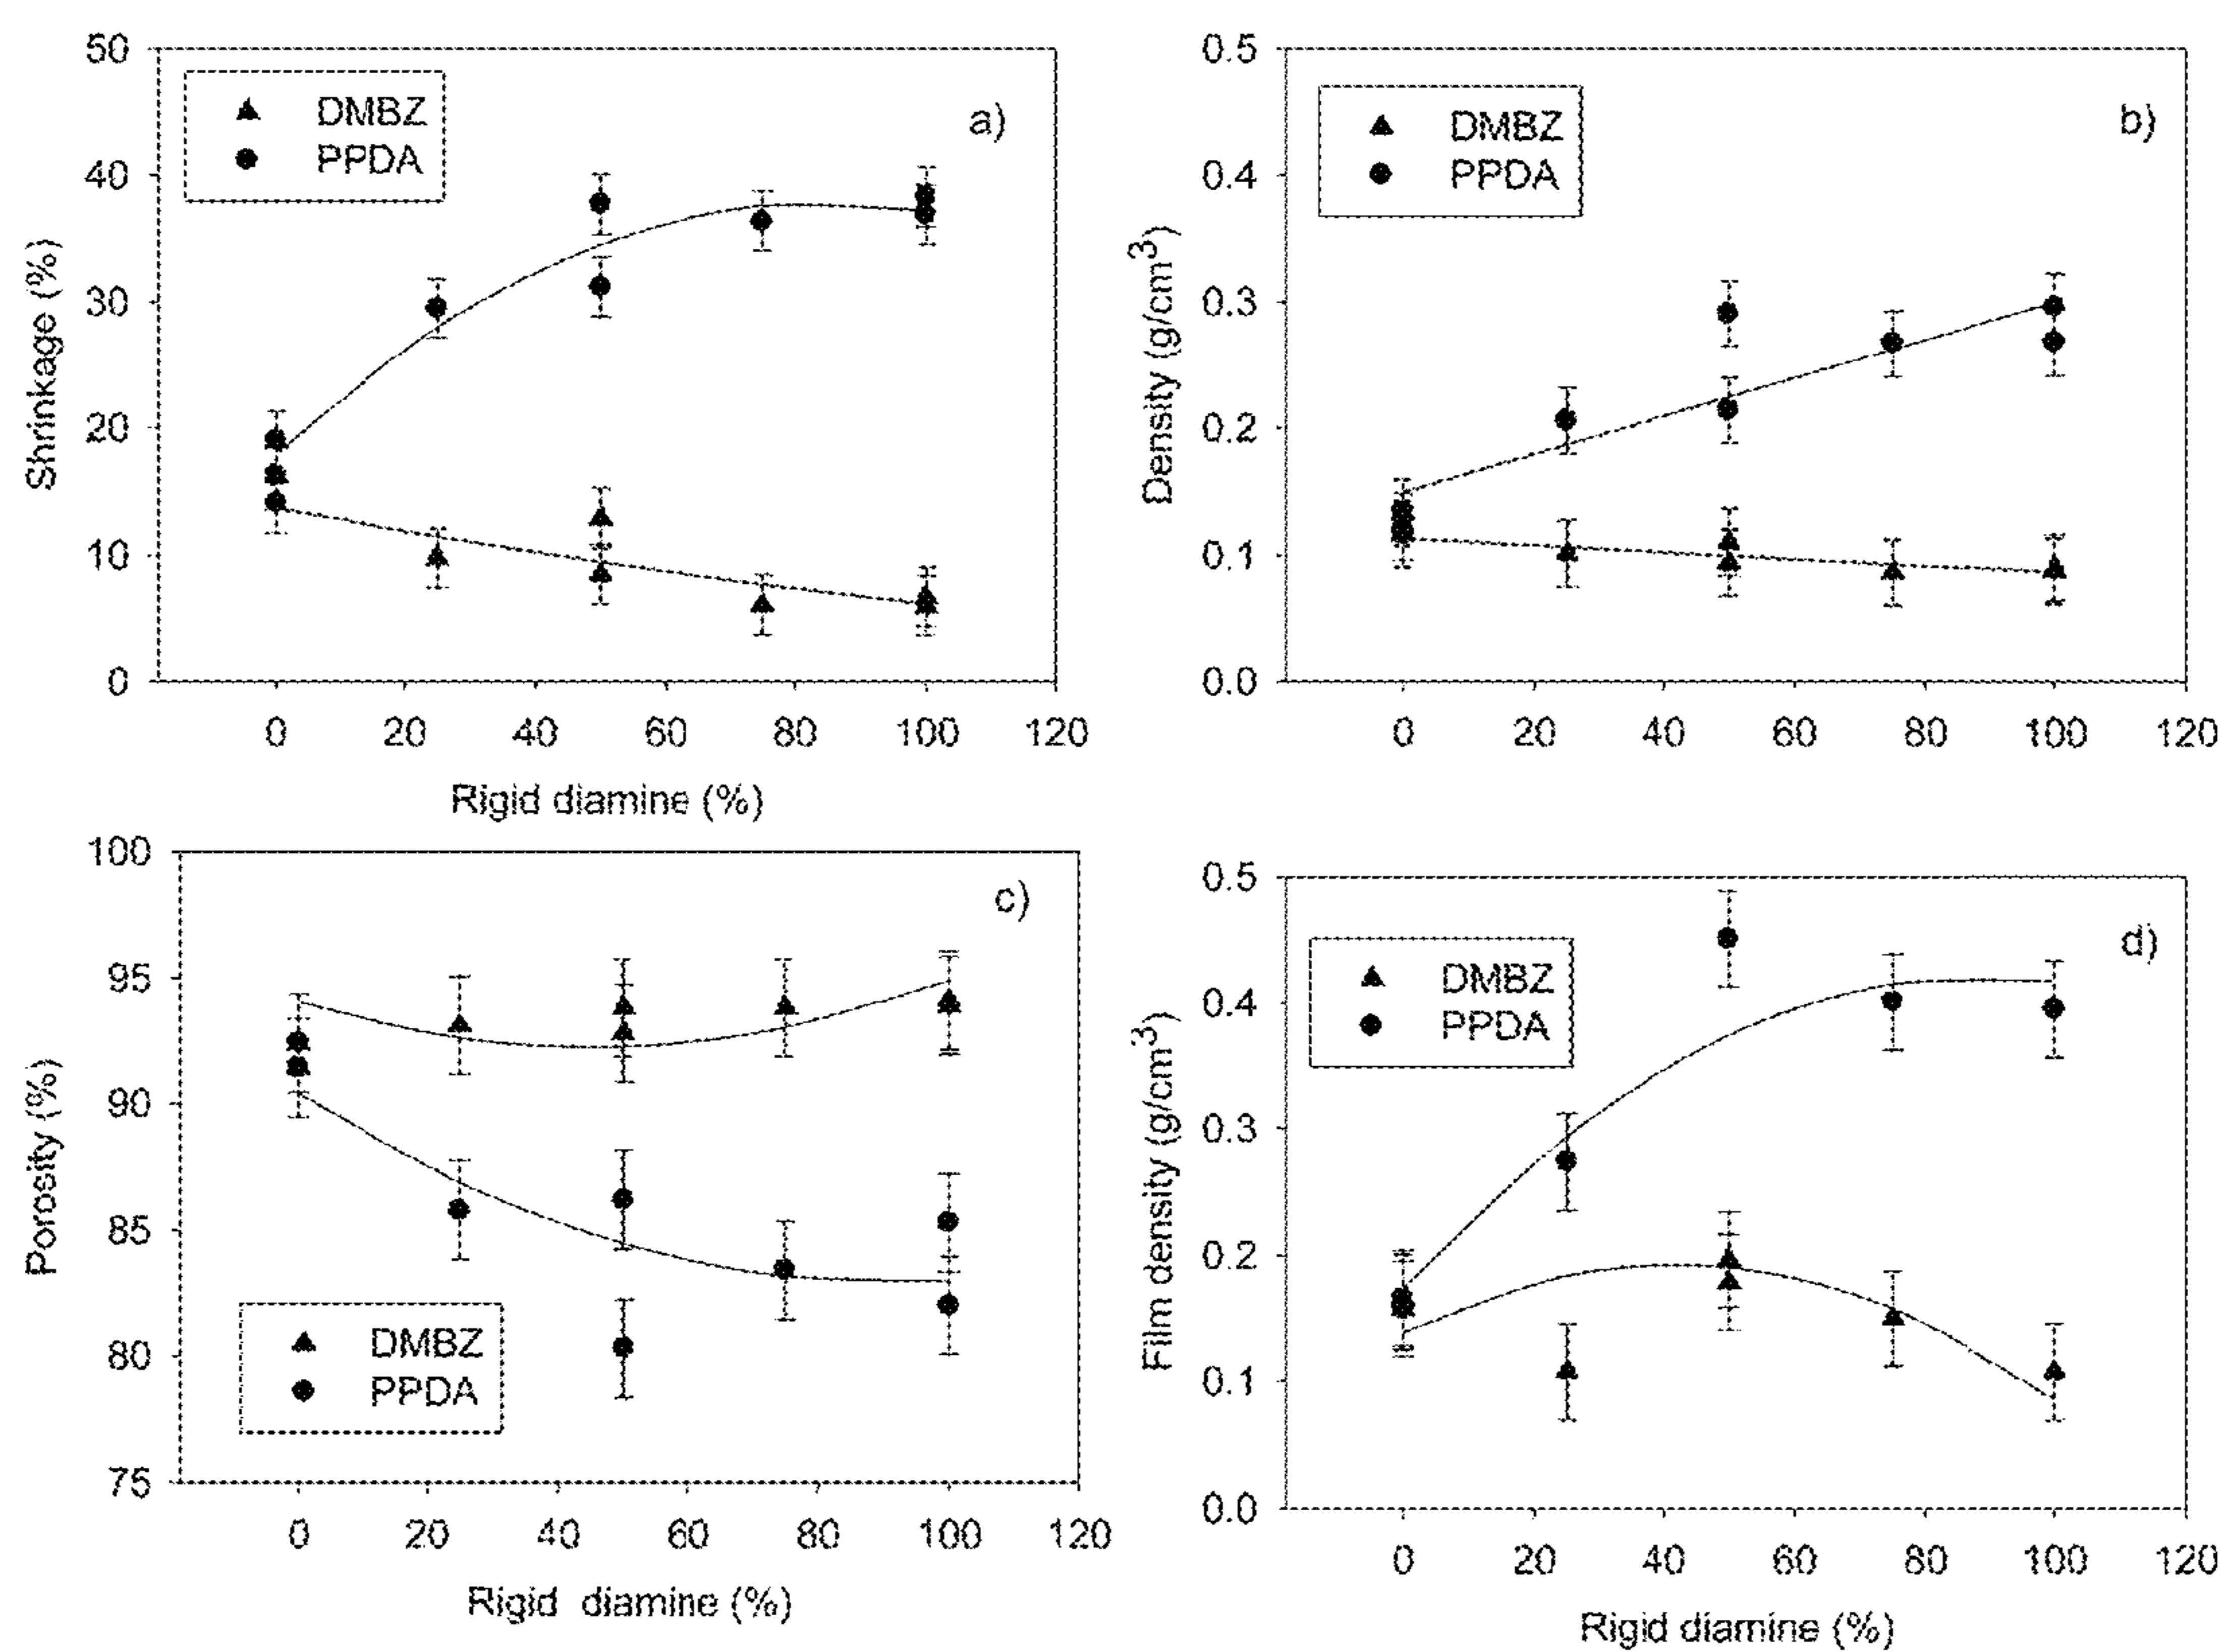 50
40
30
20
10
0
Shrinkage (%)
DMBZ
PPDA
a)
0 20 40 60 80 100 120
Rigid diamine (%)
0.5
0.4
0.3
0.2
0.1
0.0
Density (g/cm³)
DMBZ
PPDA
b)
0 20 40 60 80 100 120
100
95
90
85
80
75
Porosity (%)
c)
DMBZ
PPDA
0 20 40 60 80 100 120
Rigid diamine (%)
0.5
0.4
0.3
0.2
0.1
0.0
Film density (g/cm³)
DMBZ
PPDA
d)
0 20 40 60 80 100 120
Rigid diamine (%)